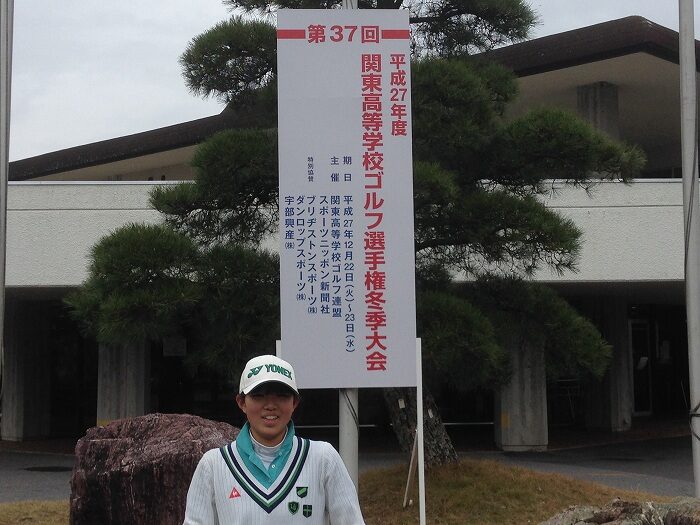 第37回
平成27年度
関東高等学校ゴルフ選手権冬季大会
期日 平成27年12月22日(火)～23日(水)
主催 関東高等学校ゴルフ連盟
スポーツニッポン新聞社
特別協賛 ブリヂストンスポーツ(株)
ダンロップスポーツ(株)
宇部興産(株)
YONEX